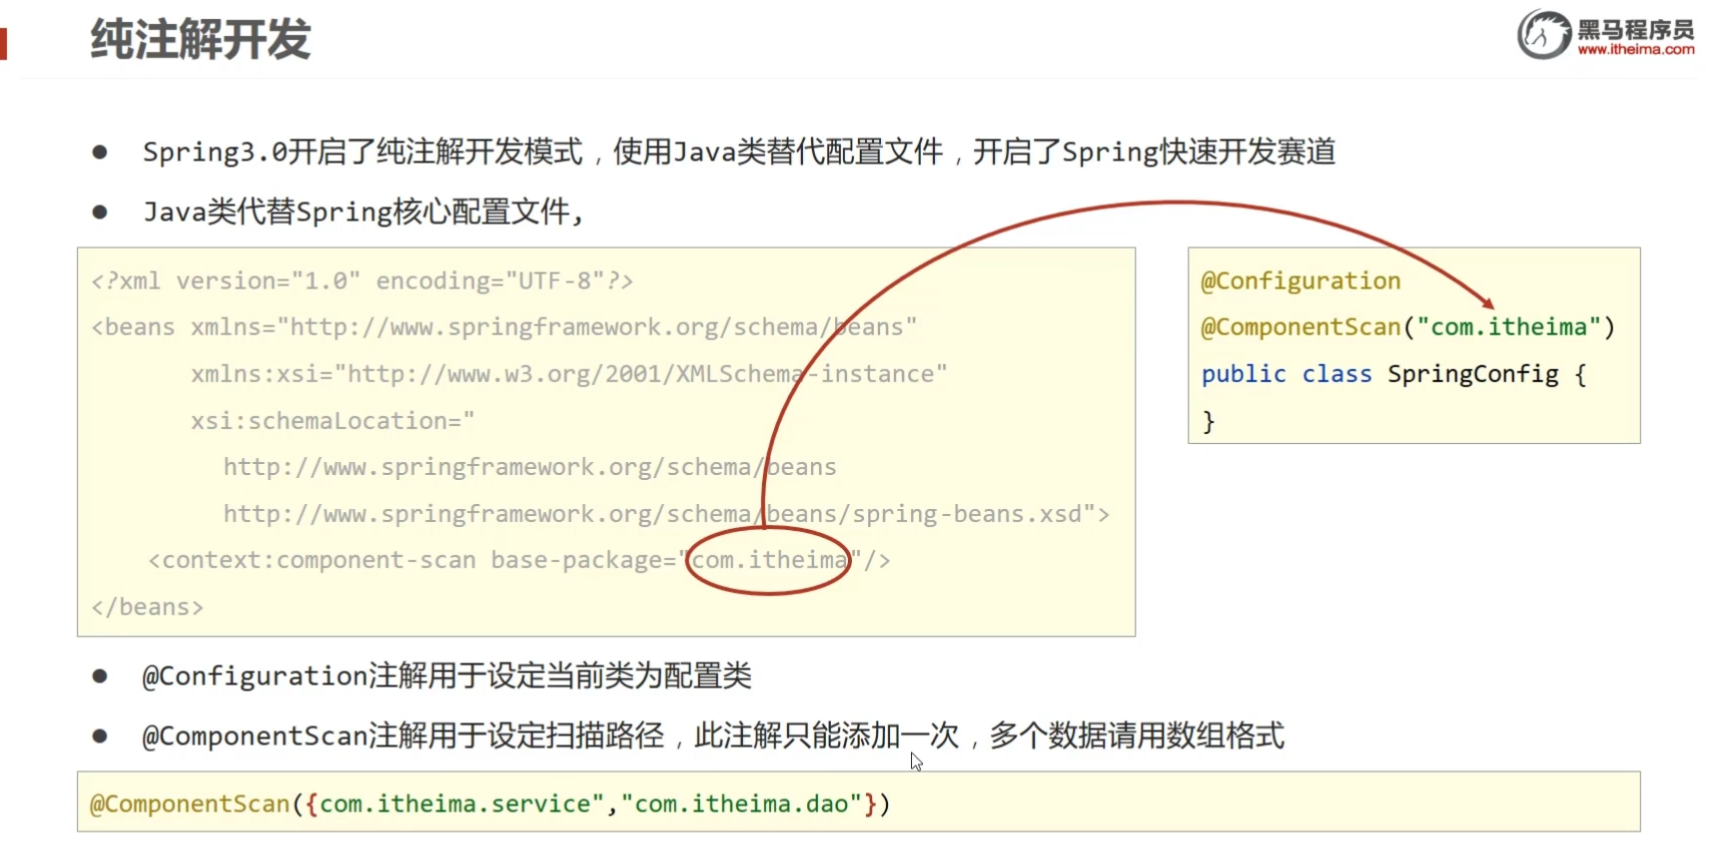 纯注解开发
黑马程序员
www.itheima.com
● Spring3.0开启了纯注解开发模式，使用Java类替代配置文件，开启了Spring快速开发赛道
● Java类代替Spring核心配置文件,
<?xml version="1.0" encoding="UTF-8"?>
<beans xmlns="http://www.springframework.org/schema/beans"
xmlns:xsi="http://www.w3.org/2001/XMLSchema-instance"
xsi:schemaLocation="
http://www.springframework.org/schema/beans
http://www.springframework.org/schema/beans/spring-beans.xsd">
<context:component-scan base-package="com.itheima"/>
</beans>
@Configuration
@ComponentScan("com.itheima")
public class SpringConfig {
}
● @Configuration注解用于设定当前类为配置类
● @ComponentScan注解用于设定扫描路径，此注解只能添加一次，多个数据请用数组格式
@ComponentScan({com.itheima.service","com.itheima.dao"})